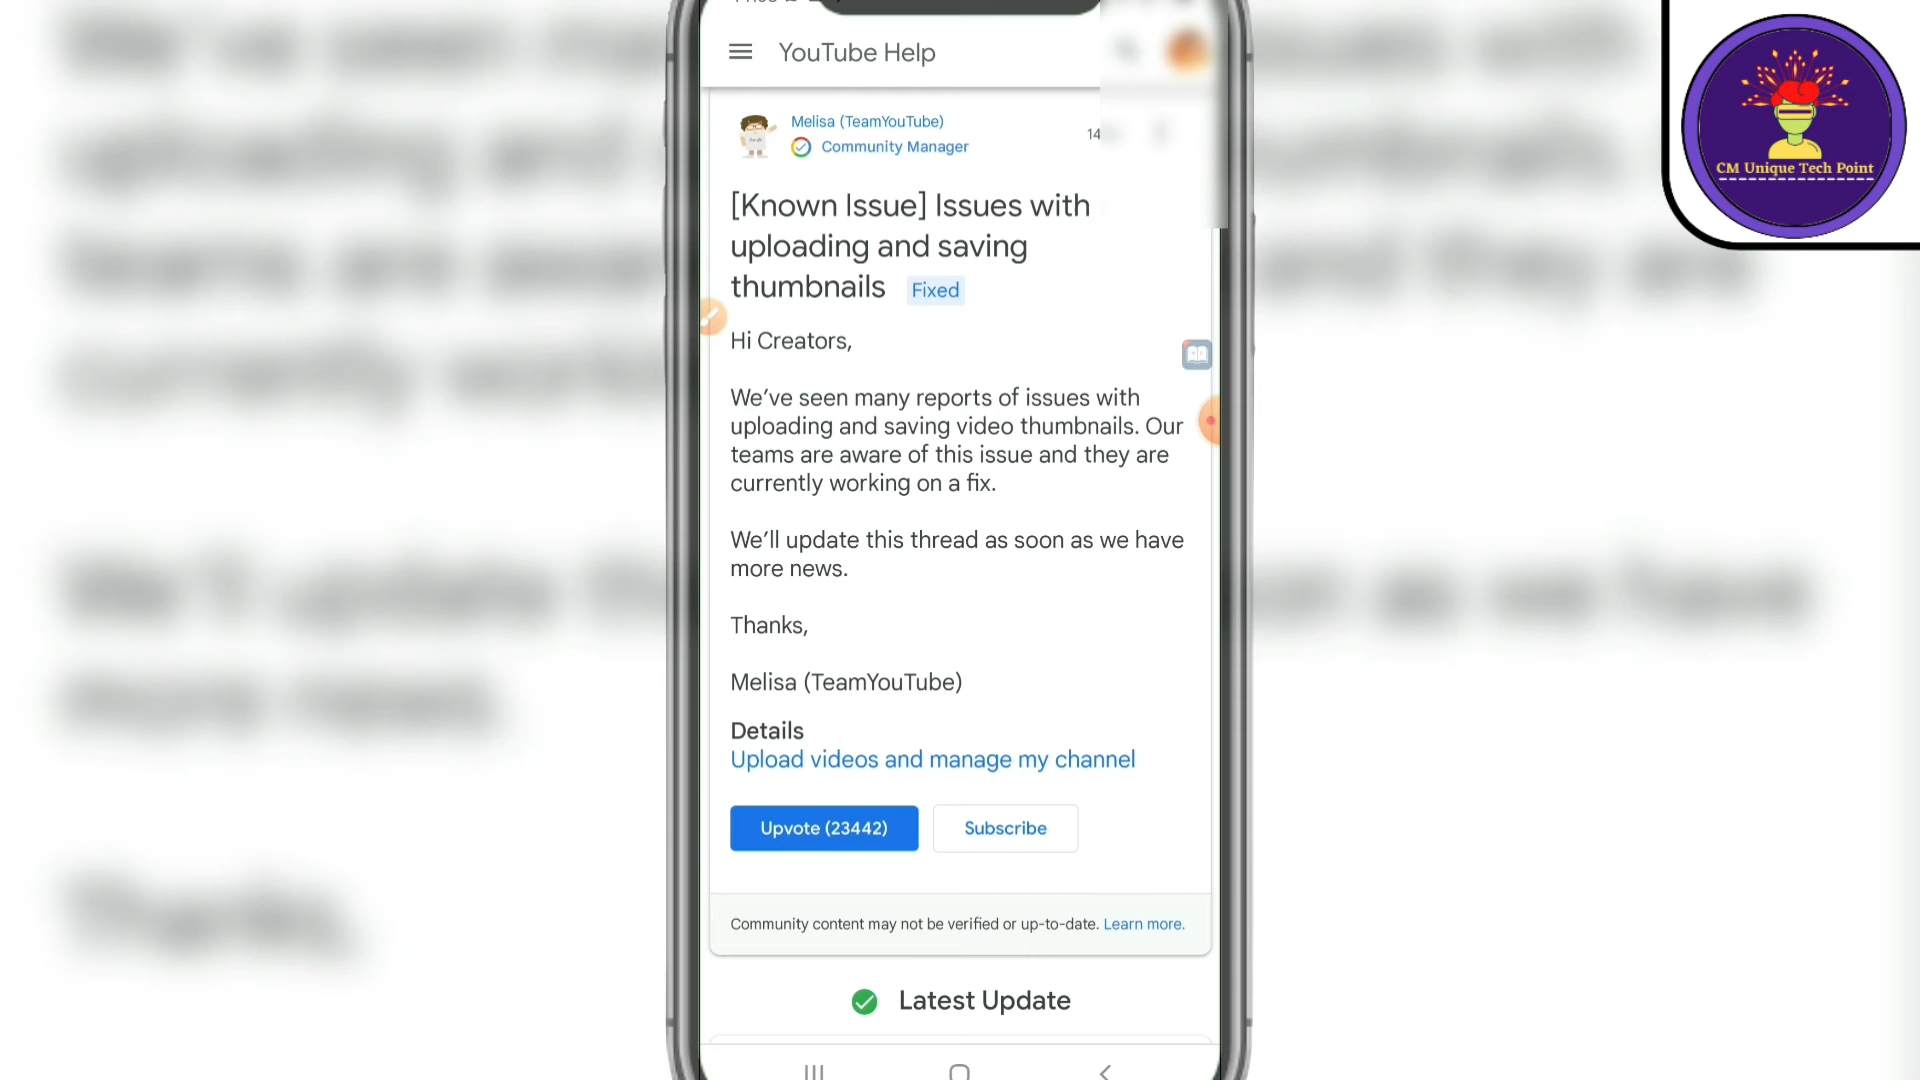 YouTube Help
Melisa (TeamYouTube)
14
Community Manager
[Known Issue] Issues with
uploading and saving
thumbnails Fixed
Hi Creators,
We've seen many reports of issues with
uploading and saving video thumbnails. Our
teams are aware of this issue and they are
currently working on a fix.
We'll update this thread as soon as we have
more news.
Thanks,
Melisa (TeamYouTube)
Details
Upload videos and manage my channel
Upvote (23442)
Subscribe
Community content may not be verified or up-to-date. Learn more.
Latest Update
CM Unique Tech Point